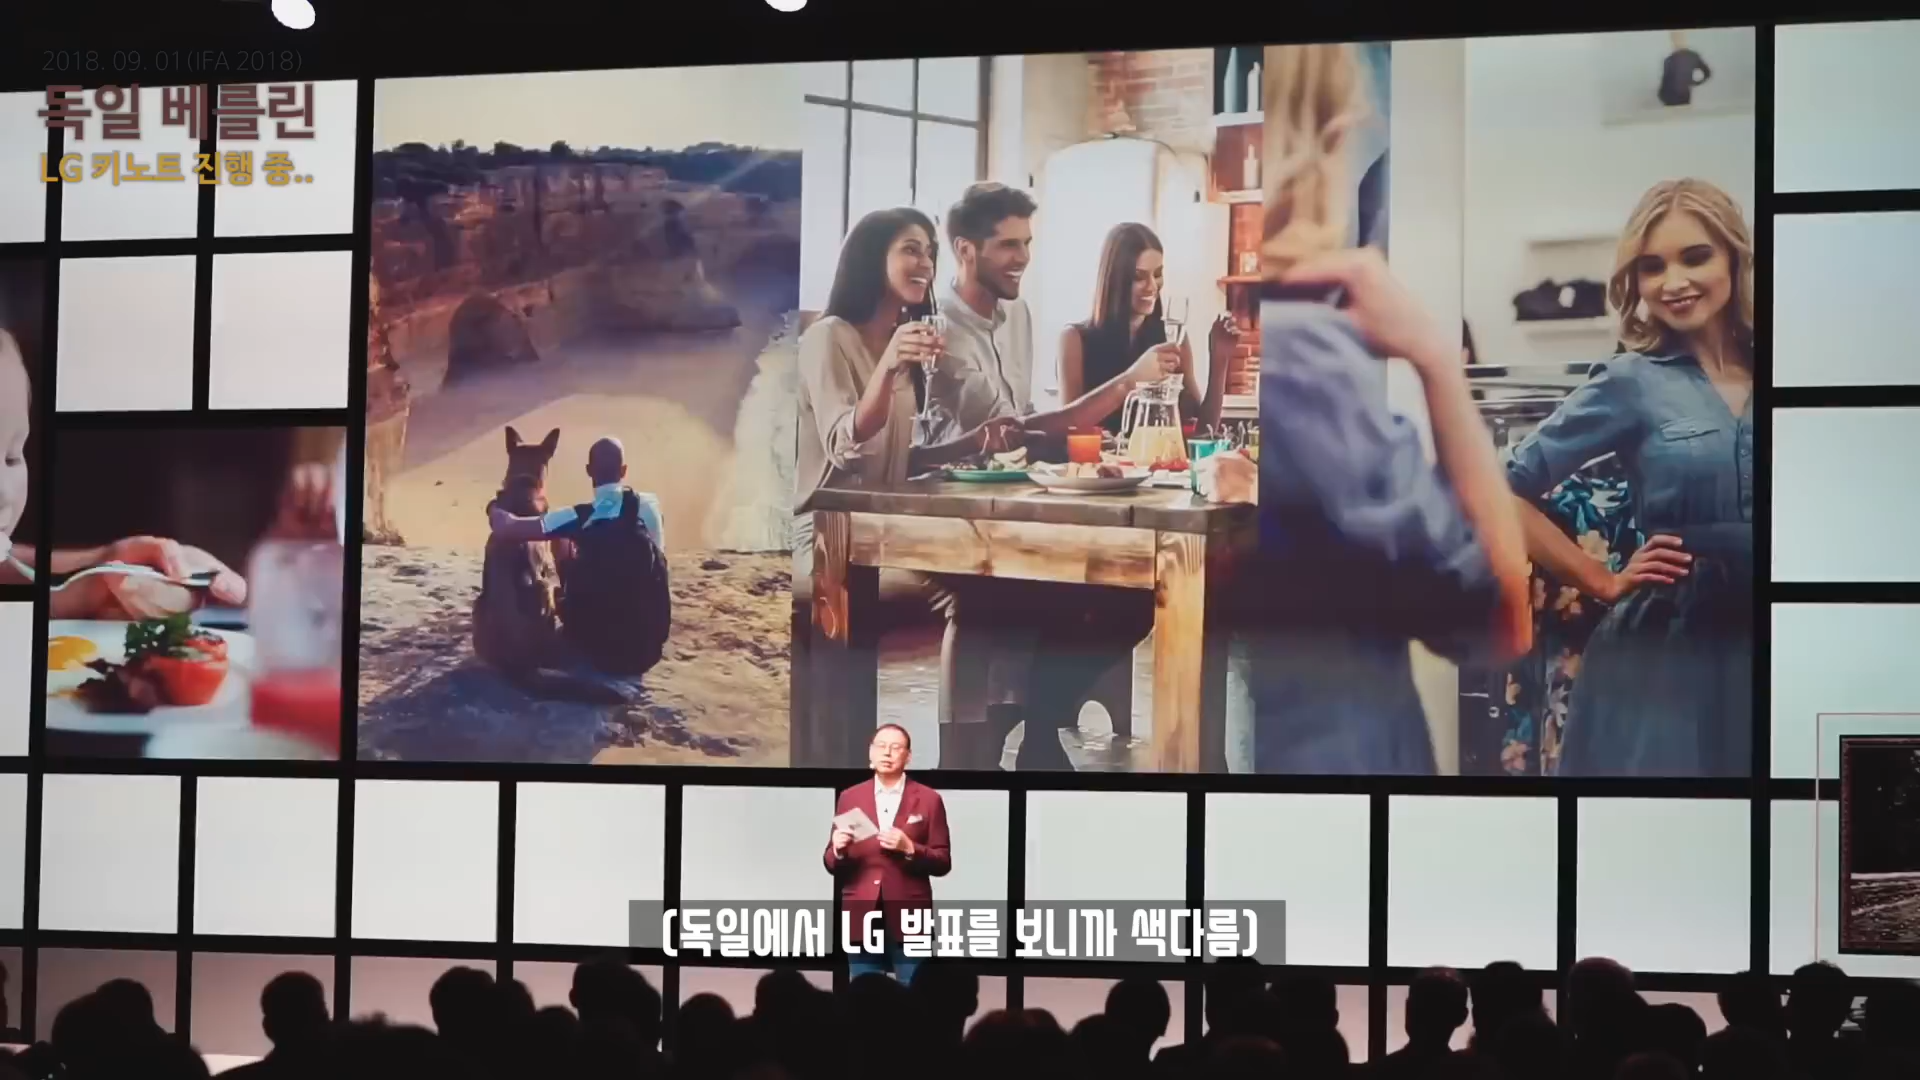 2018. 09. 01(IFA 2018)
독일 베를린
LG 키노트 진행 중..
(독일에서 LG 발표를 보니까 색다름)